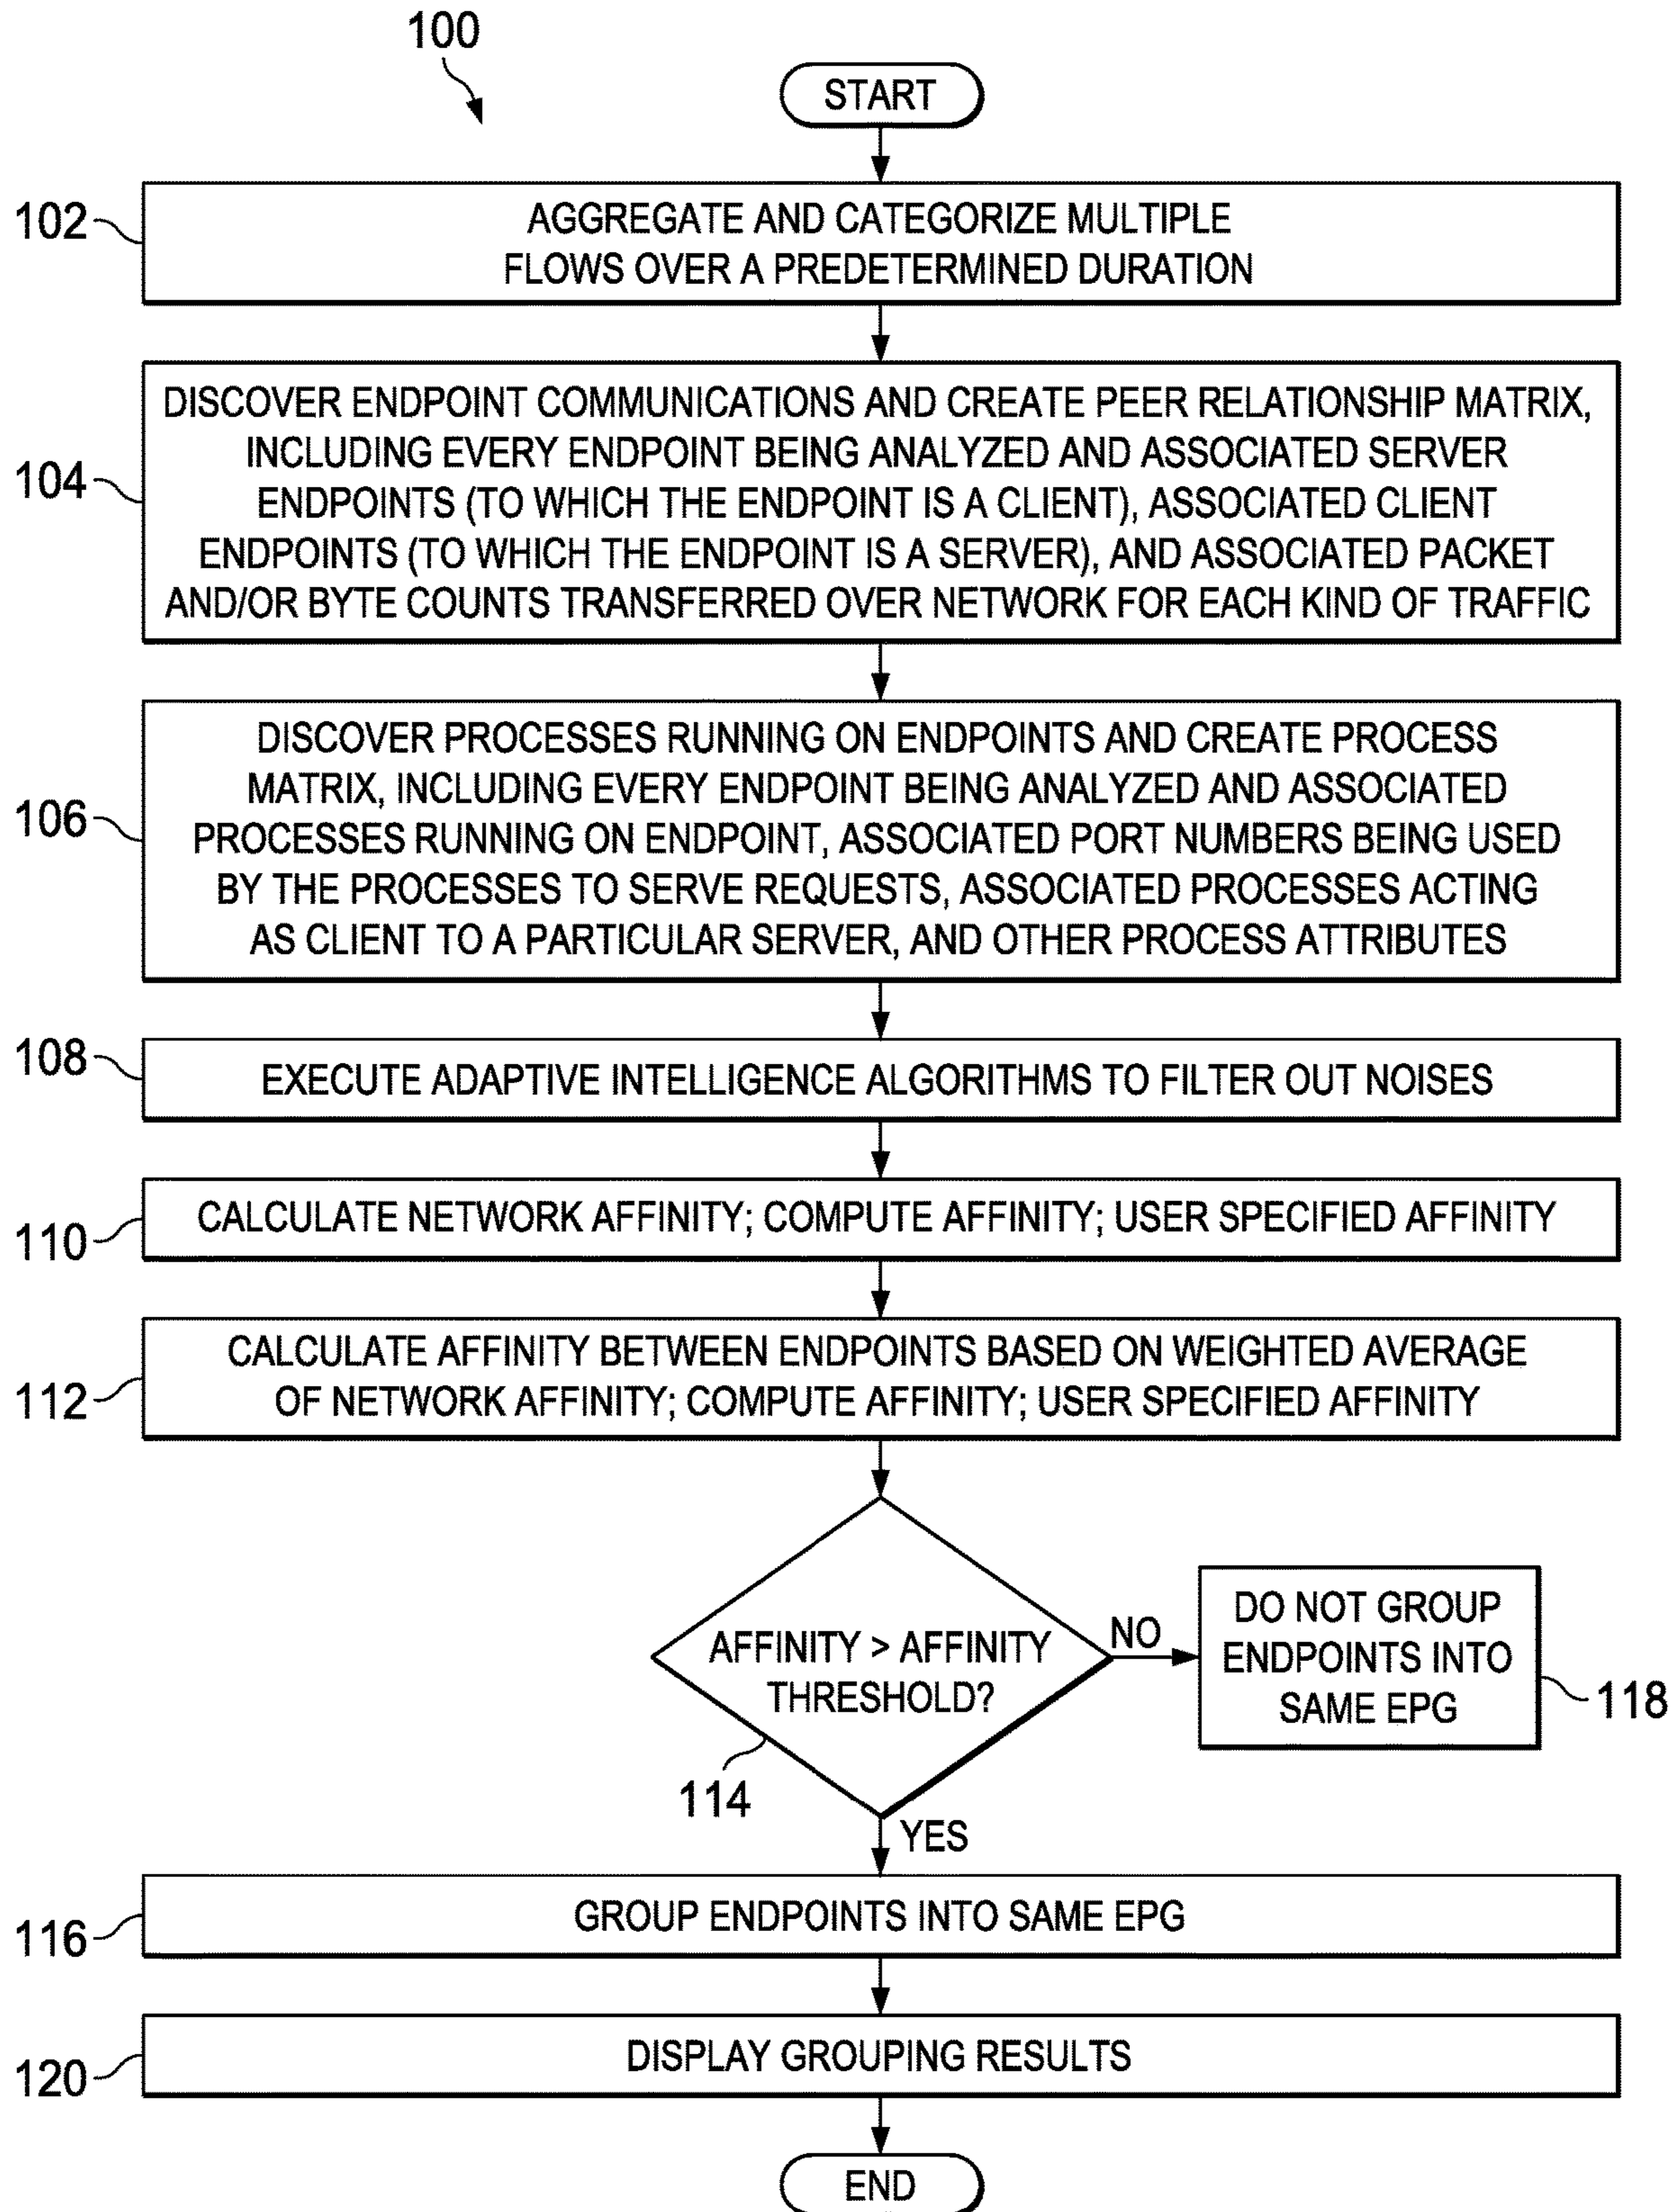 100
START
102
AGGREGATE AND CATEGORIZE MULTIPLE
FLOWS OVER A PREDETERMINED DURATION
104
DISCOVER ENDPOINT COMMUNICATIONS AND CREATE PEER RELATIONSHIP MATRIX,
INCLUDING EVERY ENDPOINT BEING ANALYZED AND ASSOCIATED SERVER
ENDPOINTS (TO WHICH THE ENDPOINT IS A CLIENT), ASSOCIATED CLIENT
ENDPOINTS (TO WHICH THE ENDPOINT IS A SERVER), AND ASSOCIATED PACKET
AND/OR BYTE COUNTS TRANSFERRED OVER NETWORK FOR EACH KIND OF TRAFFIC
106
DISCOVER PROCESSES RUNNING ON ENDPOINTS AND CREATE PROCESS
MATRIX, INCLUDING EVERY ENDPOINT BEING ANALYZED AND ASSOCIATED
PROCESSES RUNNING ON ENDPOINT, ASSOCIATED PORT NUMBERS BEING USED
BY THE PROCESSES TO SERVE REQUESTS, ASSOCIATED PROCESSES ACTING
AS CLIENT TO A PARTICULAR SERVER, AND OTHER PROCESS ATTRIBUTES
108
EXECUTE ADAPTIVE INTELLIGENCE ALGORITHMS TO FILTER OUT NOISES
110
CALCULATE NETWORK AFFINITY; COMPUTE AFFINITY; USER SPECIFIED AFFINITY
112
CALCULATE AFFINITY BETWEEN ENDPOINTS BASED ON WEIGHTED AVERAGE
OF NETWORK AFFINITY; COMPUTE AFFINITY; USER SPECIFIED AFFINITY
AFFINITY > AFFINITY
THRESHOLD?
114
NO
DO NOT GROUP
ENDPOINTS INTO
SAME EPG
118
YES
116
GROUP ENDPOINTS INTO SAME EPG
120
DISPLAY GROUPING RESULTS
END